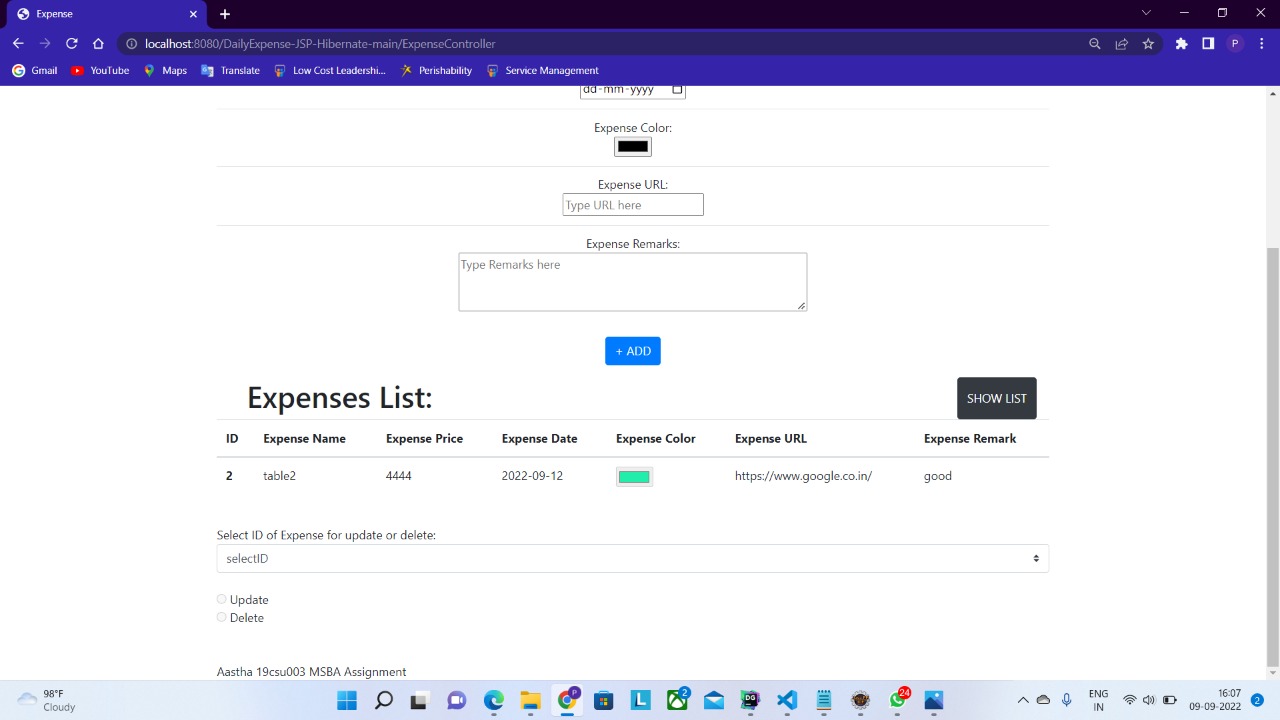 Expense
localhost:8080/DailyExpense-JSP-Hibernate-main/ExpenseController
P
Gmail YouTube Maps Translate Low Cost Leadershi... Perishability Service Management
dd-mm-yyyy
Expense Color:
Expense URL:
Type URL here
Expense Remarks:
Type Remarks here
+ ADD
Expenses List:
SHOW LIST
ID Expense Name Expense Price Expense Date Expense Color Expense URL Expense Remark
2 table2 4444 2022-09-12 https://www.google.co.in/ good
Select ID of Expense for update or delete:
selectID
Update
Delete
Aastha 19csu003 MSBA Assignment
98°F
Cloudy
P
L
2
DG
24
ENG
IN
16:07
09-09-2022
2